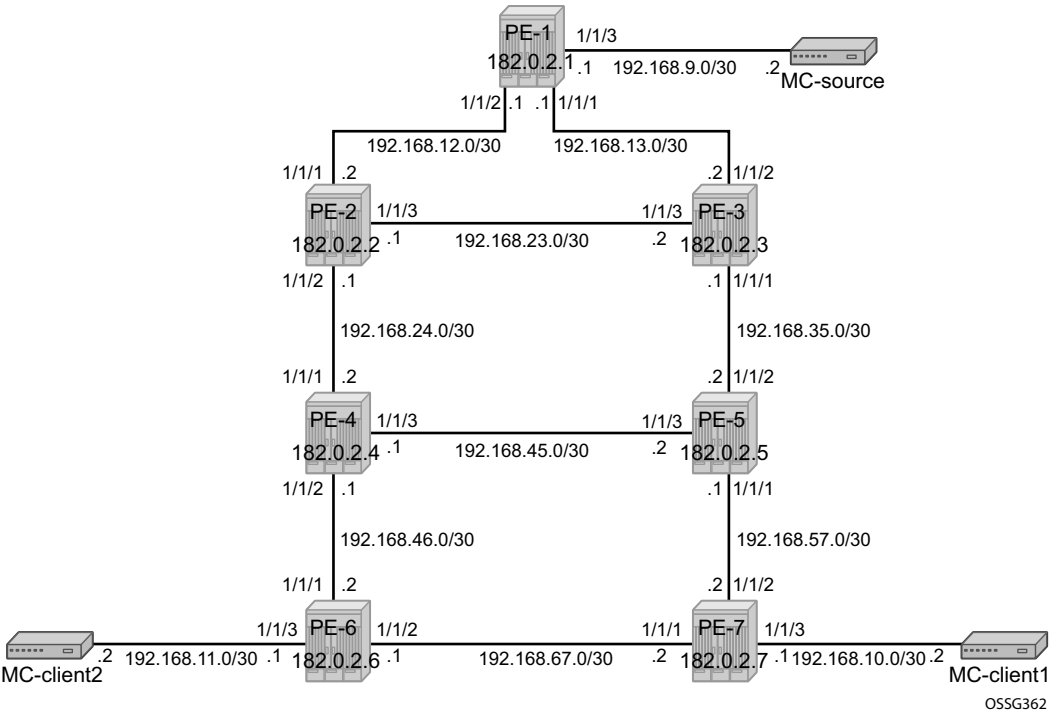 PE-1
182.0.2.1
1/1/3
.1 192.168.9.0/30 .2
MC-source
1/1/2 .1 .1 1/1/1
192.168.12.0/30 192.168.13.0/30
1/1/1 .2 .2 1/1/2
PE-2 1/1/3 1/1/3 PE-3
182.0.2.2 .1 192.168.23.0/30 .2 182.0.2.3
1/1/2 .1 .1 1/1/1
192.168.24.0/30 192.168.35.0/30
1/1/1 .2 .2 1/1/2
PE-4 1/1/3 1/1/3 PE-5
182.0.2.4 .1 192.168.45.0/30 .2 182.0.2.5
1/1/2 .1 .1 1/1/1
192.168.46.0/30 192.168.57.0/30
1/1/1 .2 .2 1/1/2
1/1/3 PE-6 1/1/2 1/1/1 PE-7 1/1/3
.2 192.168.11.0/30 .1 182.0.2.6 .1 192.168.67.0/30 .2 182.0.2.7 .1 192.168.10.0/30 .2
MC-client2 MC-client1
OSSG362